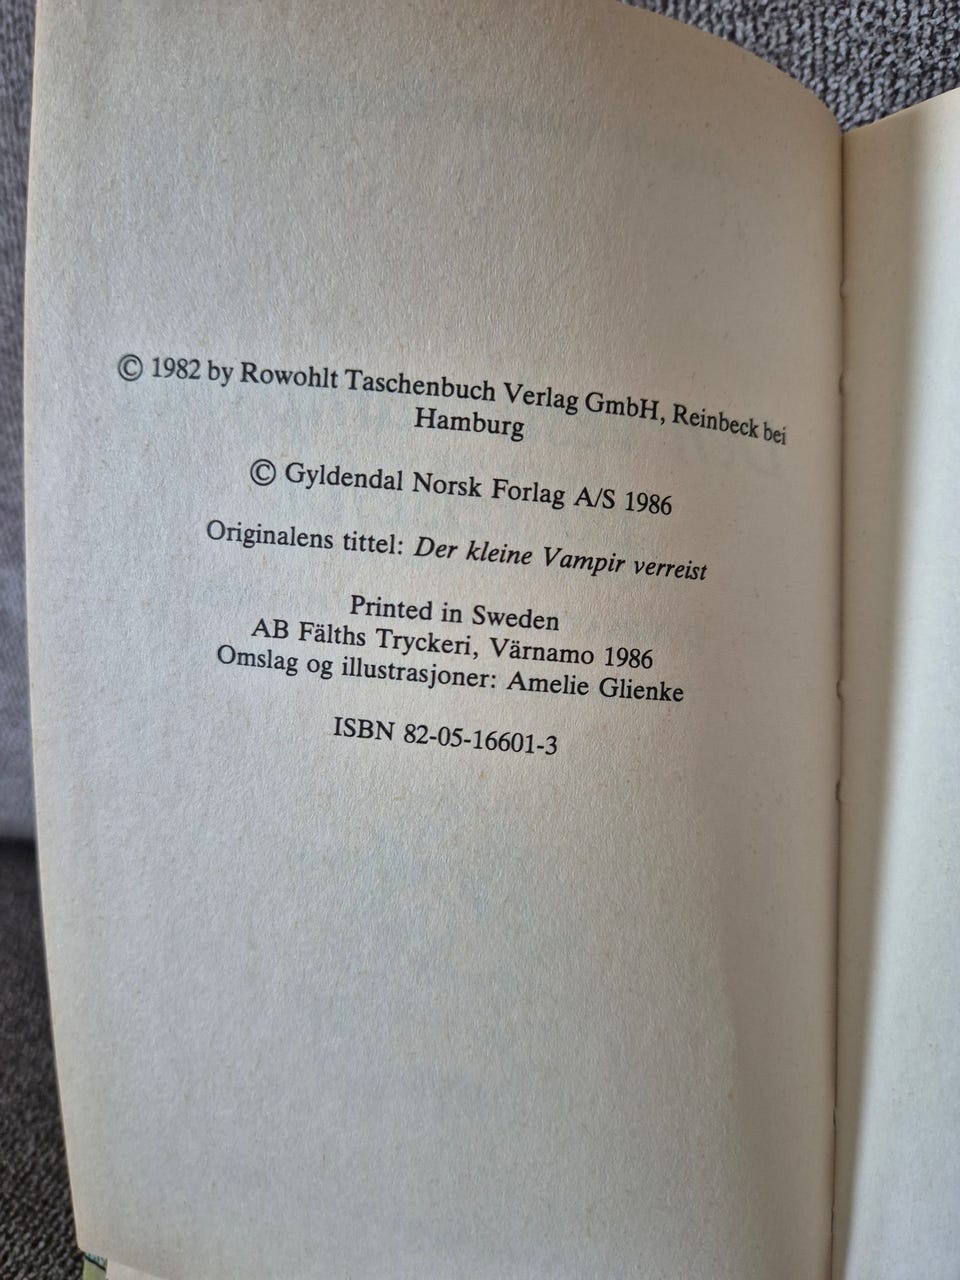 © 1982 by Rowohlt Taschenbuch Verlag GmbH, Reinbeck bei
Hamburg
© Gyldendal Norsk Forlag A/S 1986
Originalens tittel: Der kleine Vampir verreist
Printed in Sweden
AB Fälths Tryckeri, Värnamo 1986
Omslag og illustrasjoner: Amelie Glienke
ISBN 82-05-16601-3